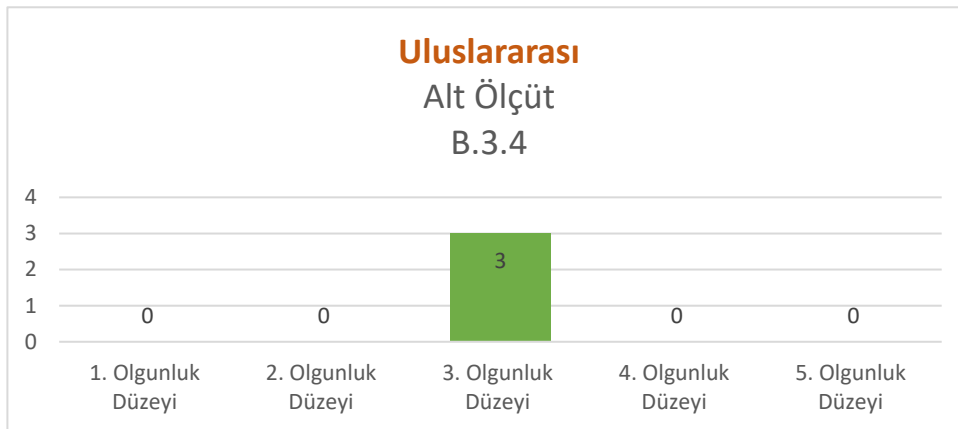 Uluslararası
Alt Ölçüt
B.3.4
4
3
2
1
0
0
0
3
0
0
1. Olgunluk
Düzeyi
2. Olgunluk
Düzeyi
3. Olgunluk
Düzeyi
4. Olgunluk
Düzeyi
5. Olgunluk
Düzeyi